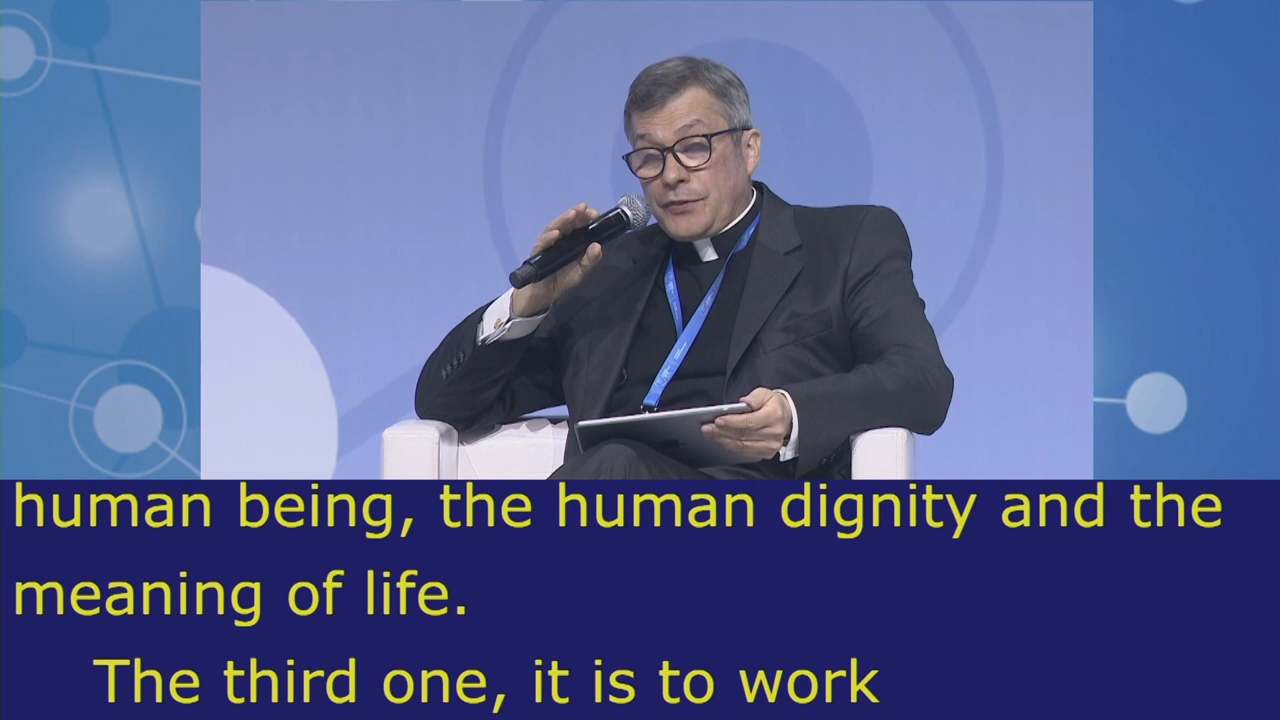 human being, the human dignity and the
meaning of life.
The third one, it is to work